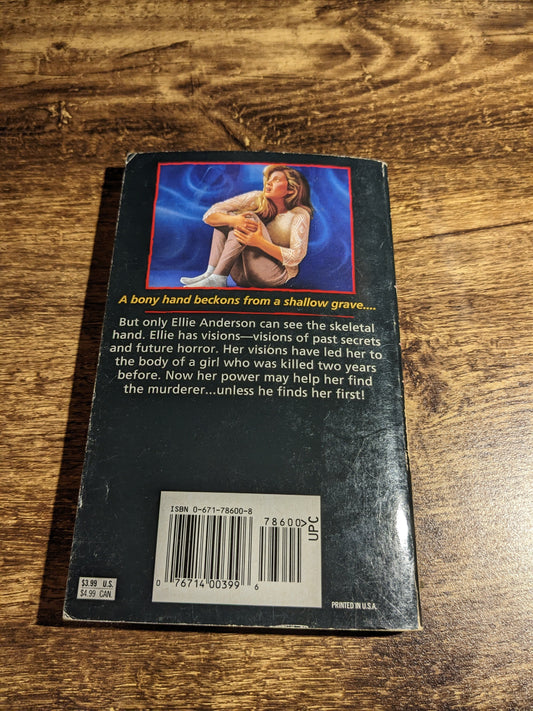 A bony hand beckons from a shallow grave....
But only Ellie Anderson can see the skeletal
hand. Ellie has visions—visions of past secrets
and future horror. Her visions have led her to
the body of a girl who was killed two years
before. Now her power may help her find
the murderer...unless he finds her first!
ISBN 0-671-78600-8
78600>
UPC
0 76714 00399 6
$3.99 U.S.
$4.99 CAN.
PRINTED IN U.S.A.